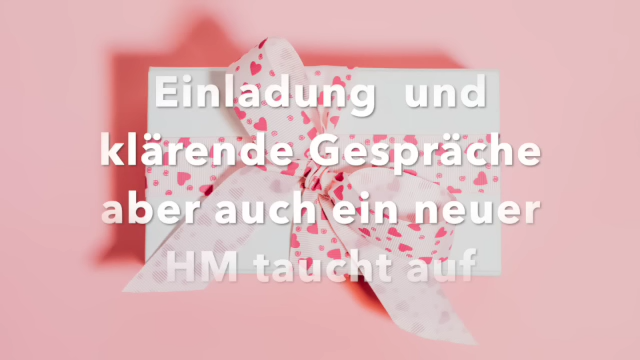 Einladung und
klärende Gespräche
aber auch ein neuer
HM taucht auf